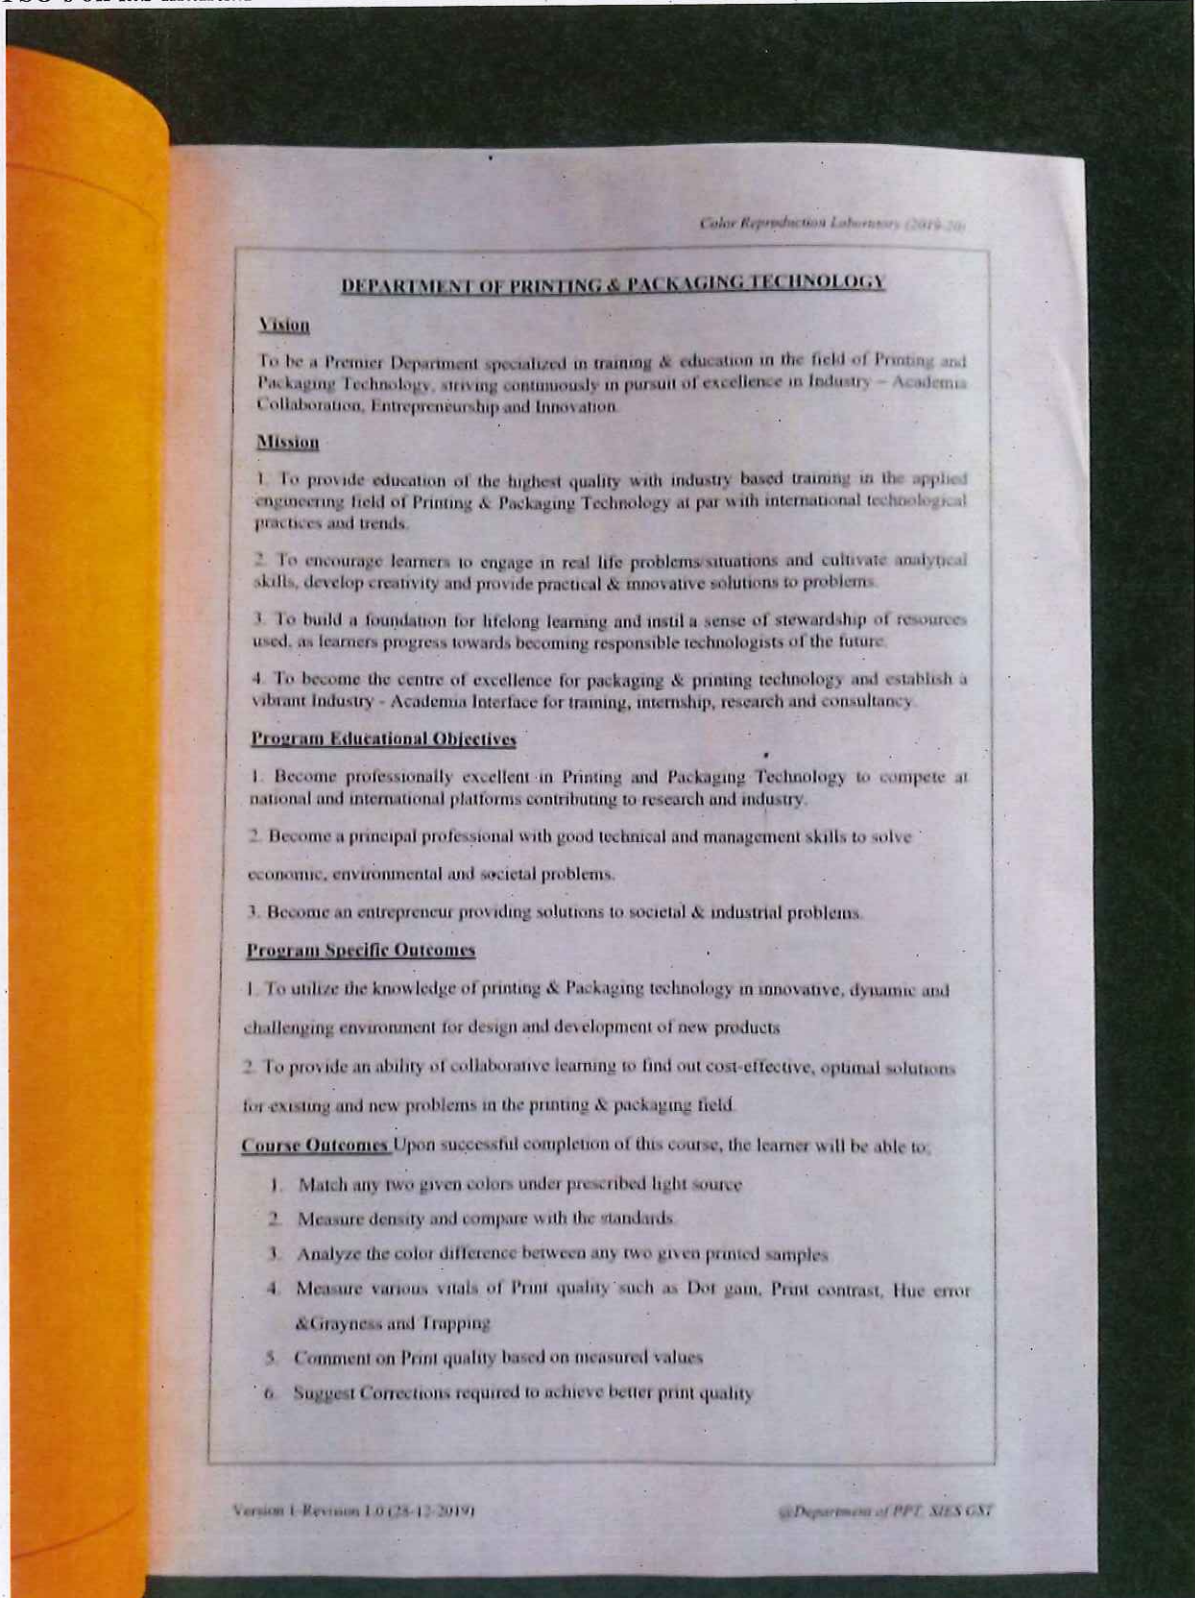 Color Reproduction Laboratory (2019-20)
DEPARTMENT OF PRINTING & PACKAGING TECHNOLOGY
Vision
To be a Premier Department specialized in training & education in the field of Printing and
Packaging Technology, striving continuously in pursuit of excellence in Industry – Academia
Collaboration, Entrepreneurship and Innovation.
Mission
1. To provide education of the highest quality with industry based training in the applied
engineering field of Printing & Packaging Technology at par with international technological
practices and trends.
2. To encourage learners to engage in real life problems/situations and cultivate analytical
skills, develop creativity and provide practical & innovative solutions to problems.
3. To build a foundation for lifelong learning and instil a sense of stewardship of resources
used, as learners progress towards becoming responsible technologists of the future.
4. To become the centre of excellence for packaging & printing technology and establish a
vibrant Industry - Academia Interface for training, internship, research and consultancy.
Program Educational Objectives
1. Become professionally excellent in Printing and Packaging Technology to compete at
national and international platforms contributing to research and industry.
2. Become a principal professional with good technical and management skills to solve
economic, environmental and societal problems.
3. Become an entrepreneur providing solutions to societal & industrial problems.
Program Specific Outcomes
1. To utilize the knowledge of printing & Packaging technology in innovative, dynamic and
challenging environment for design and development of new products
2. To provide an ability of collaborative learning to find out cost-effective, optimal solutions
for existing and new problems in the printing & packaging field.
Course Outcomes Upon successful completion of this course, the learner will be able to:
1. Match any two given colors under prescribed light source
2. Measure density and compare with the standards.
3. Analyze the color difference between any two given printed samples
4. Measure various vitals of Print quality such as Dot gain, Print contrast, Hue error
&Grayness and Trapping
5. Comment on Print quality based on measured values
6. Suggest Corrections required to achieve better print quality
Version 1-Revision 1.0 (28-12-2019)
@Department of PPT, SIES GST